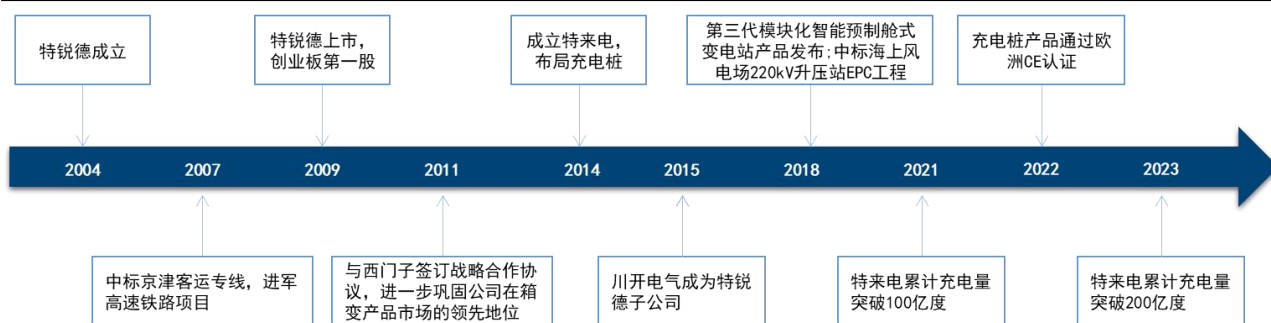 特锐德成立
特锐德上市，
创业板第一股
成立特来电，
布局充电桩
第三代模块化智能预制舱式
变电站产品发布;中标海上风
电场220kV升压站EPC工程
充电桩产品通过欧
洲CE认证
2004 2007 2009 2011 2014 2015 2018 2021 2022 2023
中标京津客运专线，进军
高速铁路项目
与西门子签订战略合作协
议，进一步巩固公司在箱
变产品市场的领先地位
川开电气成为特锐
德子公司
特来电累计充电量
突破100亿度
特来电累计充电量
突破200亿度